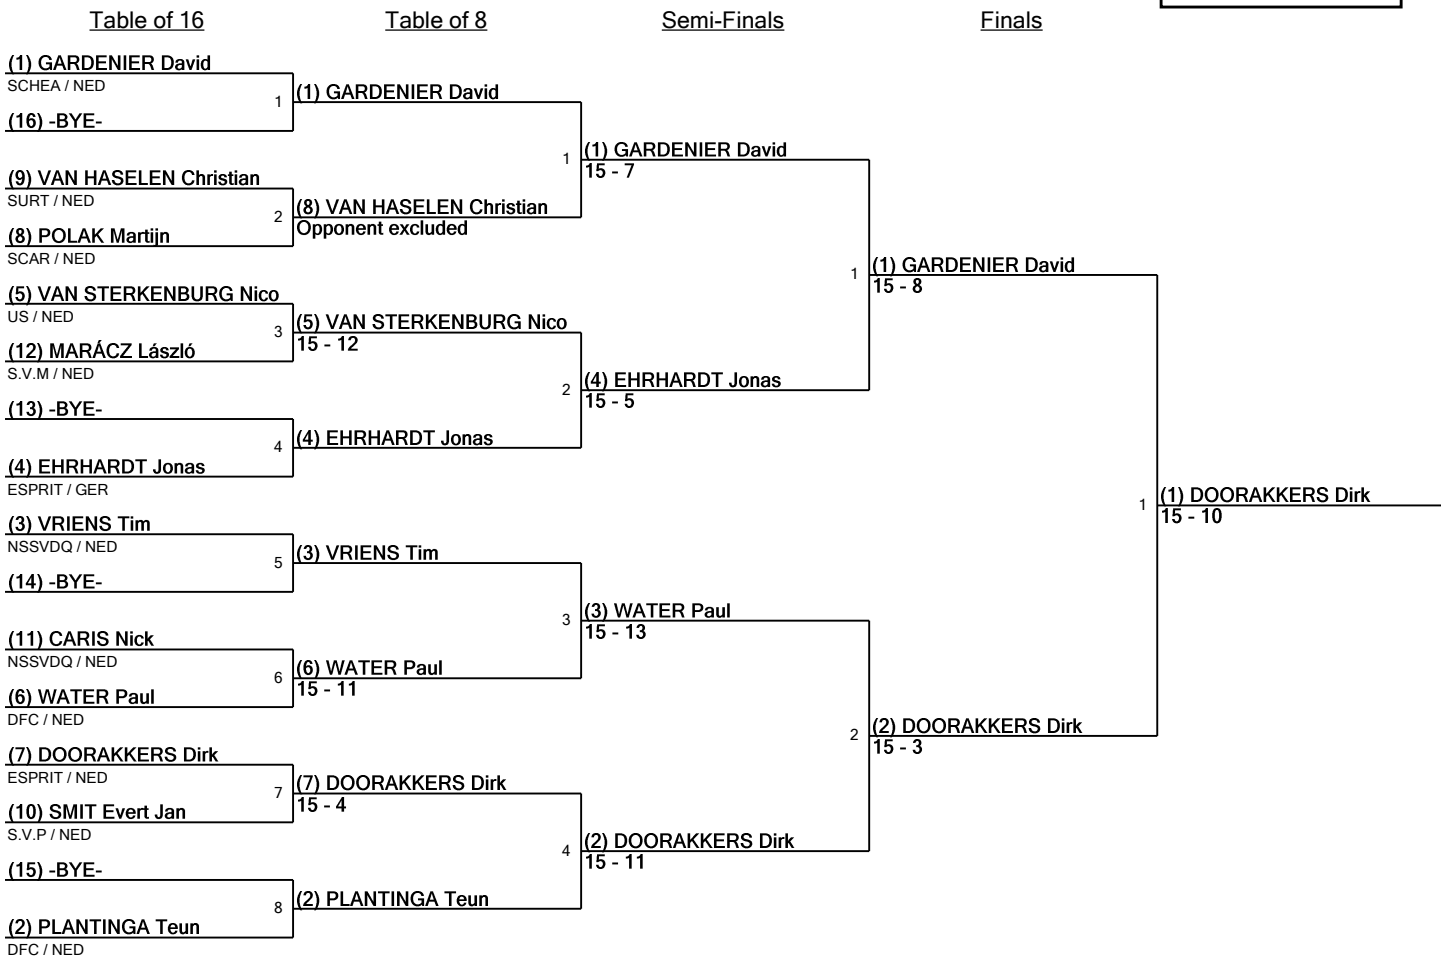 Table of 16
Table of 8
Semi-Finals
Finals
(1) GARDENIER David
SCHEA / NED
(16) -BYE-
(9) VAN HASELEN Christian
SURT / NED
(8) POLAK Martijn
SCAR / NED
(5) VAN STERKENBURG Nico
US / NED
(12) MARÁCZ László
S.V.M / NED
(13) -BYE-
(4) EHRHARDT Jonas
ESPRIT / GER
(3) VRIENS Tim
NSSVDQ / NED
(14) -BYE-
(11) CARIS Nick
NSSVDQ / NED
(6) WATER Paul
DFC / NED
(7) DOORAKKERS Dirk
ESPRIT / NED
(10) SMIT Evert Jan
S.V.P / NED
(15) -BYE-
(2) PLANTINGA Teun
DFC / NED
1
(1) GARDENIER David
2
(8) VAN HASELEN Christian
Opponent excluded
3
(5) VAN STERKENBURG Nico
15 - 12
4
(4) EHRHARDT Jonas
5
(3) VRIENS Tim
6
(6) WATER Paul
15 - 11
7
(7) DOORAKKERS Dirk
15 - 4
8
(2) PLANTINGA Teun
1
(1) GARDENIER David
15 - 7
2
(4) EHRHARDT Jonas
15 - 5
3
(3) WATER Paul
15 - 13
4
(2) DOORAKKERS Dirk
15 - 11
1
(1) GARDENIER David
15 - 8
2
(2) DOORAKKERS Dirk
15 - 3
1
(1) DOORAKKERS Dirk
15 - 10